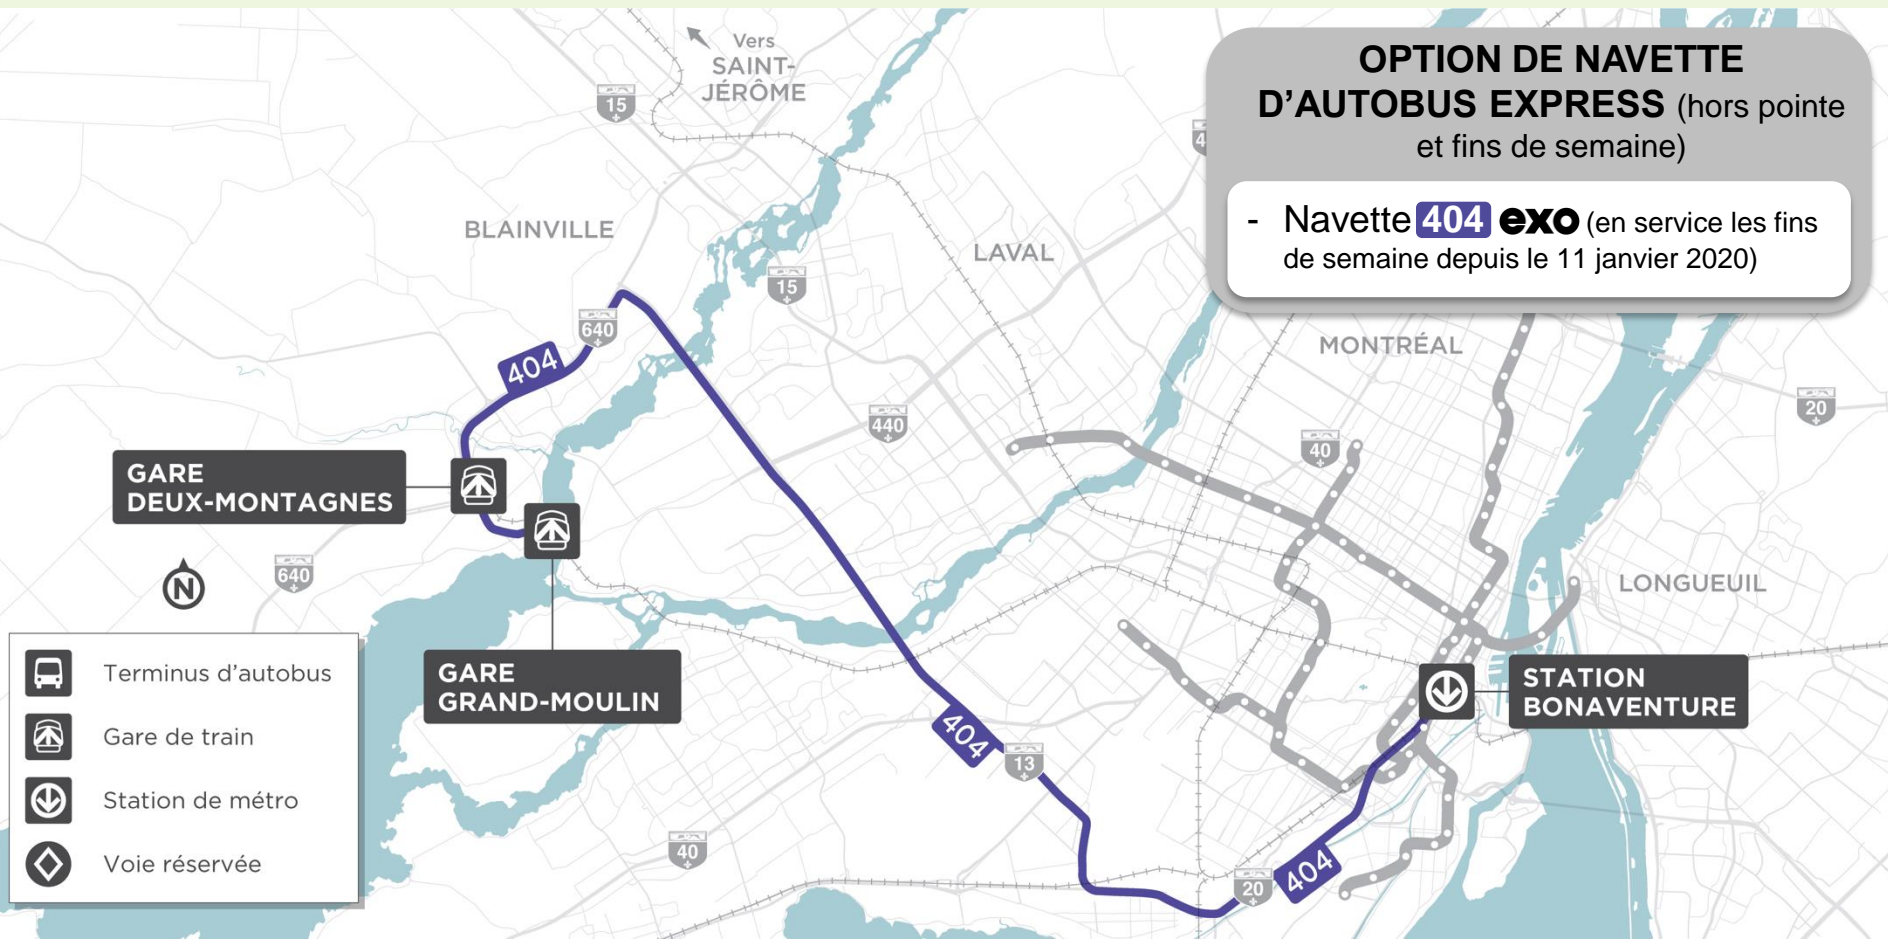 Vers
SAINT-
JÉRÔME
OPTION DE NAVETTE
D'AUTOBUS EXPRESS (hors pointe
et fins de semaine)
- Navette 404 exo (en service les fins
de semaine depuis le 11 janvier 2020)
15
4
BLAINVILLE
LAVAL
15
640
MONTRÉAL
404
20
440
40
GARE
DEUX-MONTAGNES
N
640
LONGUEUIL
GARE
GRAND-MOULIN
STATION
BONAVENTURE
Terminus d'autobus
Gare de train
Station de métro
Voie réservée
404
13
40
20
404